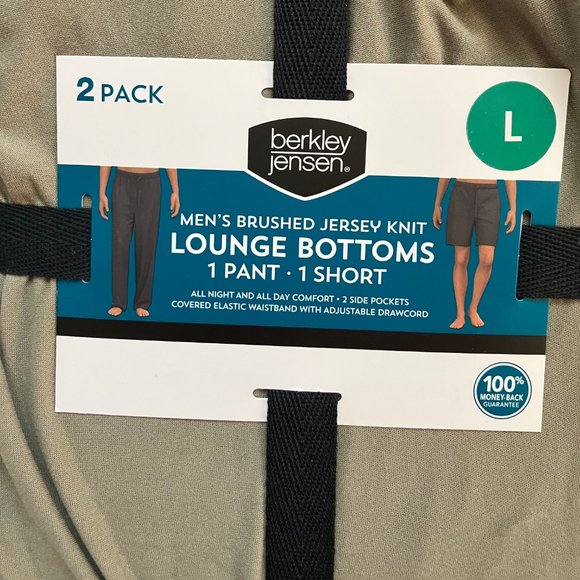 2 PACK
L
berkley
jensen®
MEN'S BRUSHED JERSEY KNIT
LOUNGE BOTTOMS
1 PANT · 1 SHORT
ALL NIGHT AND ALL DAY COMFORT · 2 SIDE POCKETS
COVERED ELASTIC WAISTBAND WITH ADJUSTABLE DRAWCORD
100%
MONEY-BACK
GUARANTEE